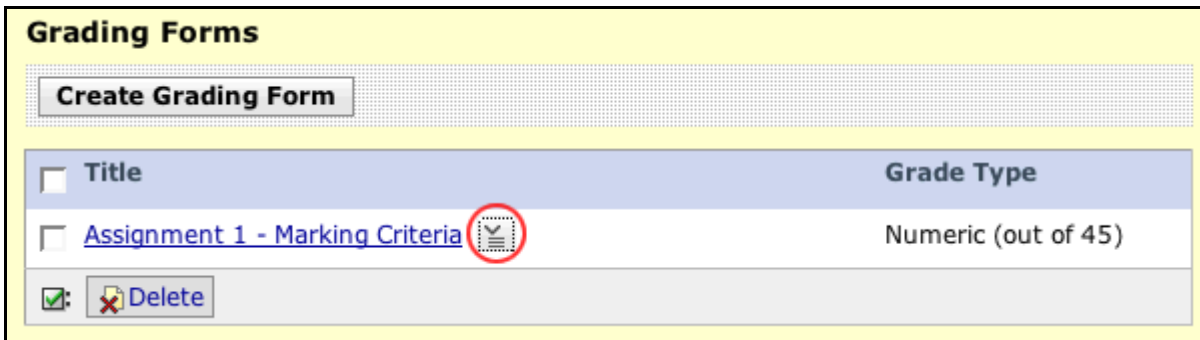 Grading Forms
Create Grading Form
Title Grade Type
Assignment 1 - Marking Criteria Numeric (out of 45)
: Delete